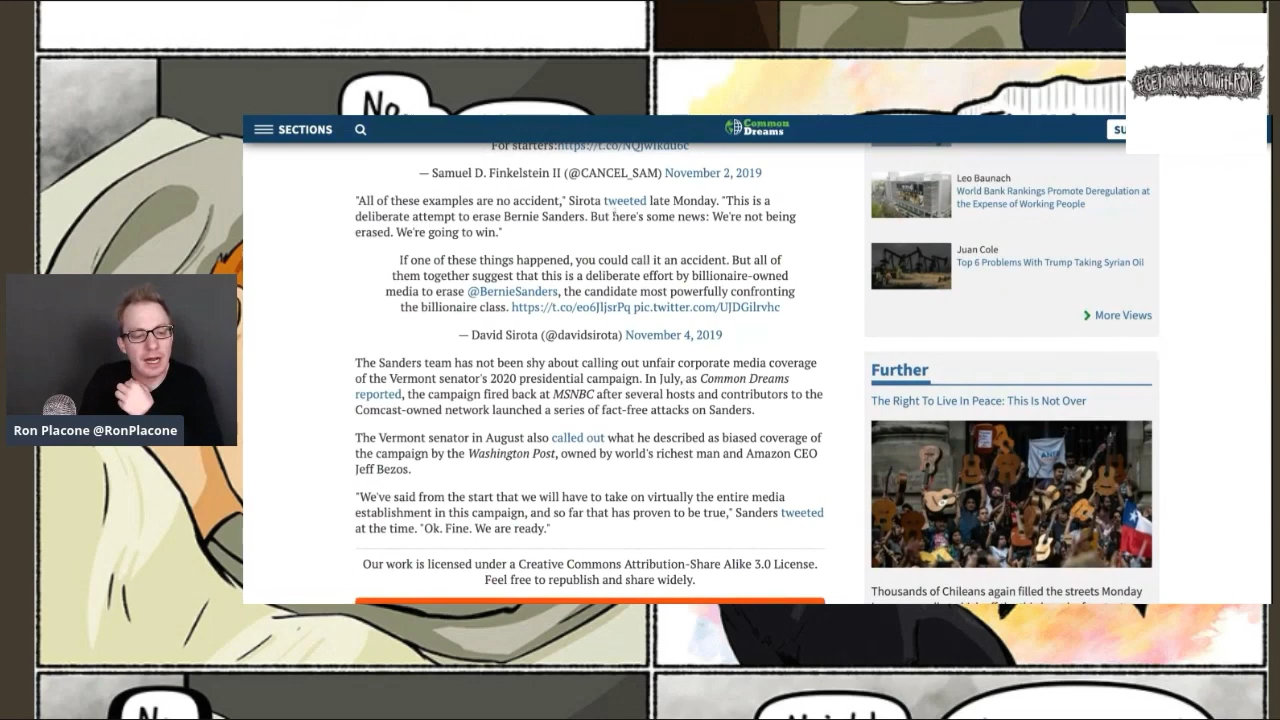 No.
#GETYOURNEWSONWITHRON
SECTIONS
Common
Dreams
SU
For starters:
— Samuel D. Finkelstein II (@CANCEL_SAM) November 2, 2019
"All of these examples are no accident," Sirota tweeted late Monday. "This is a
deliberate attempt to erase Bernie Sanders. But here's some news: We're not being
erased. We're going to win."
If one of these things happened, you could call it an accident. But all of
them together suggest that this is a deliberate effort by billionaire-owned
media to erase @BernieSanders, the candidate most powerfully confronting
the billionaire class. https://t.co/eo6JljsrPq pic.twitter.com/UJDGilrvhc
— David Sirota (@davidsirota) November 4, 2019
The Sanders team has not been shy about calling out unfair corporate media coverage
of the Vermont senator's 2020 presidential campaign. In July, as Common Dreams
reported, the campaign fired back at MSNBC after several hosts and contributors to the
Comcast-owned network launched a series of fact-free attacks on Sanders.
The Vermont senator in August also called out what he described as biased coverage of
the campaign by the Washington Post, owned by world's richest man and Amazon CEO
Jeff Bezos.
"We've said from the start that we will have to take on virtually the entire media
establishment in this campaign, and so far that has proven to be true," Sanders tweeted
at the time. "Ok. Fine. We are ready."
Our work is licensed under a Creative Commons Attribution-Share Alike 3.0 License.
Feel free to republish and share widely.
Leo Baunach
World Bank Rankings Promote Deregulation at
the Expense of Working People
Juan Cole
Top 6 Problems With Trump Taking Syrian Oil
More Views
Further
The Right To Live In Peace: This Is Not Over
Thousands of Chileans again filled the streets Monday
Ron Placone @RonPlacone